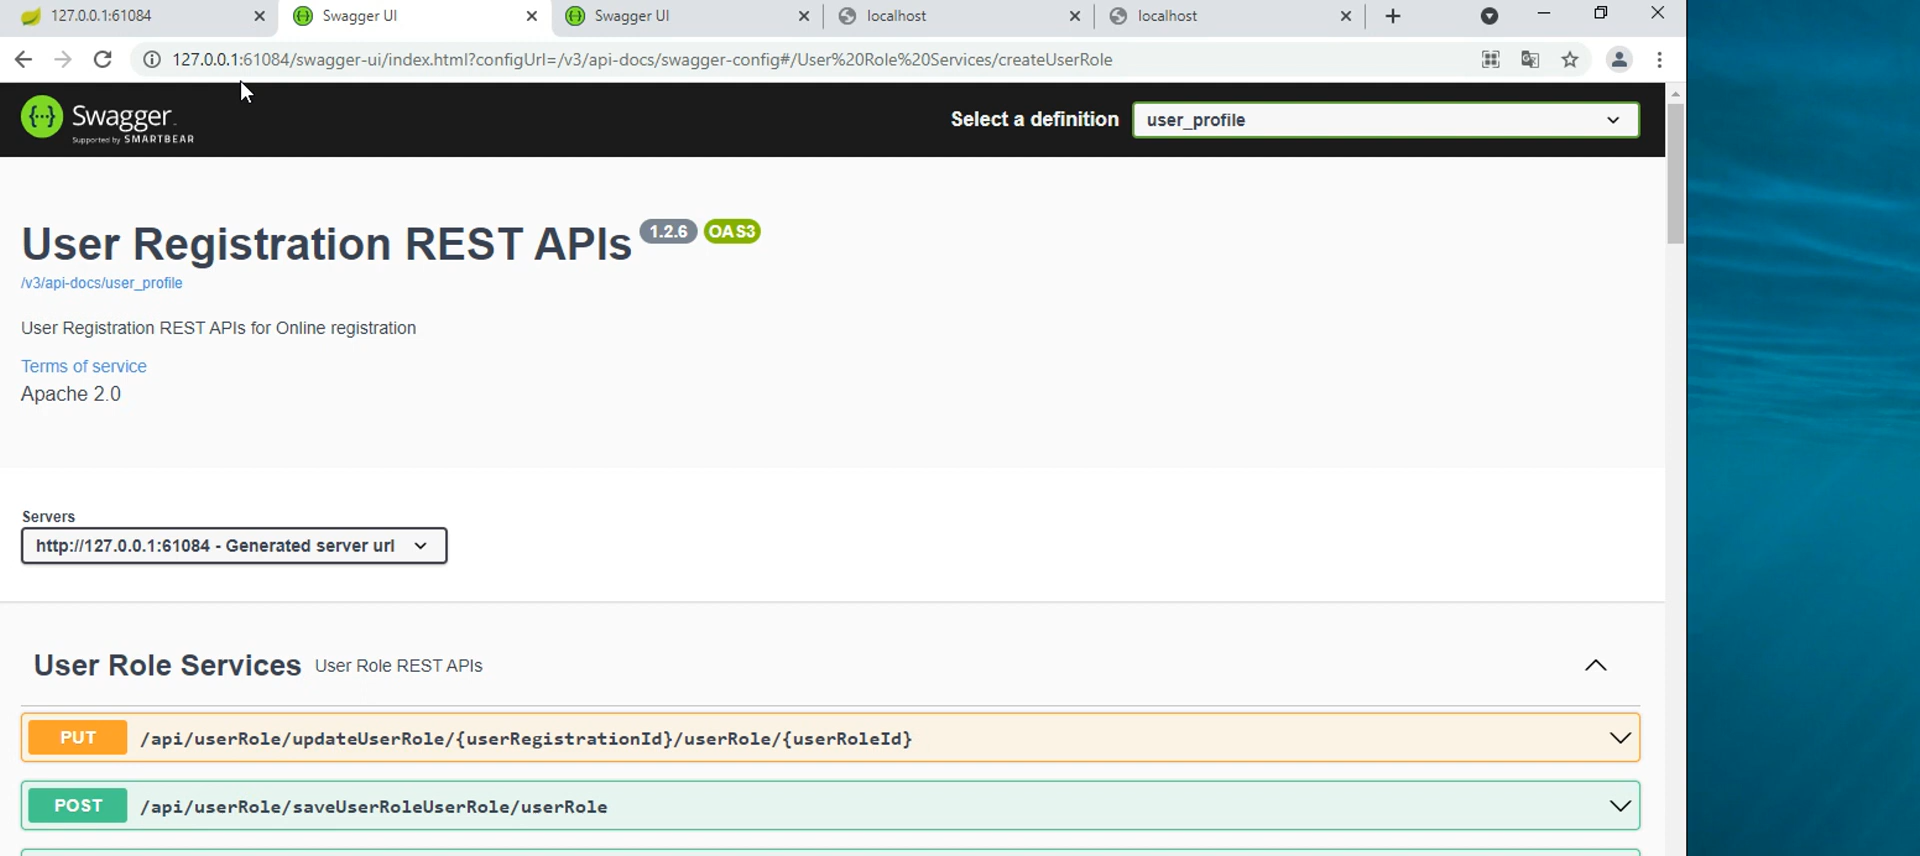 127.0.0.1:61084
Swagger UI
Swagger UI
localhost
localhost
127.0.0.1:61084/swagger-ui/index.html?configUrl=/v3/api-docs/swagger-config#/User%20Role%20Services/createUserRole
Swagger.
Supported by SMARTBEAR
Select a definition
user_profile
User Registration REST APIs 1.2.6 OAS3
/v3/api-docs/user_profile
User Registration REST APIs for Online registration
Terms of service
Apache 2.0
Servers
http://127.0.0.1:61084 - Generated server url
User Role Services User Role REST APIs
PUT /api/userRole/updateUserRole/{userRegistrationId}/userRole/{userRoleId}
POST /api/userRole/saveUserRoleUserRole/userRole